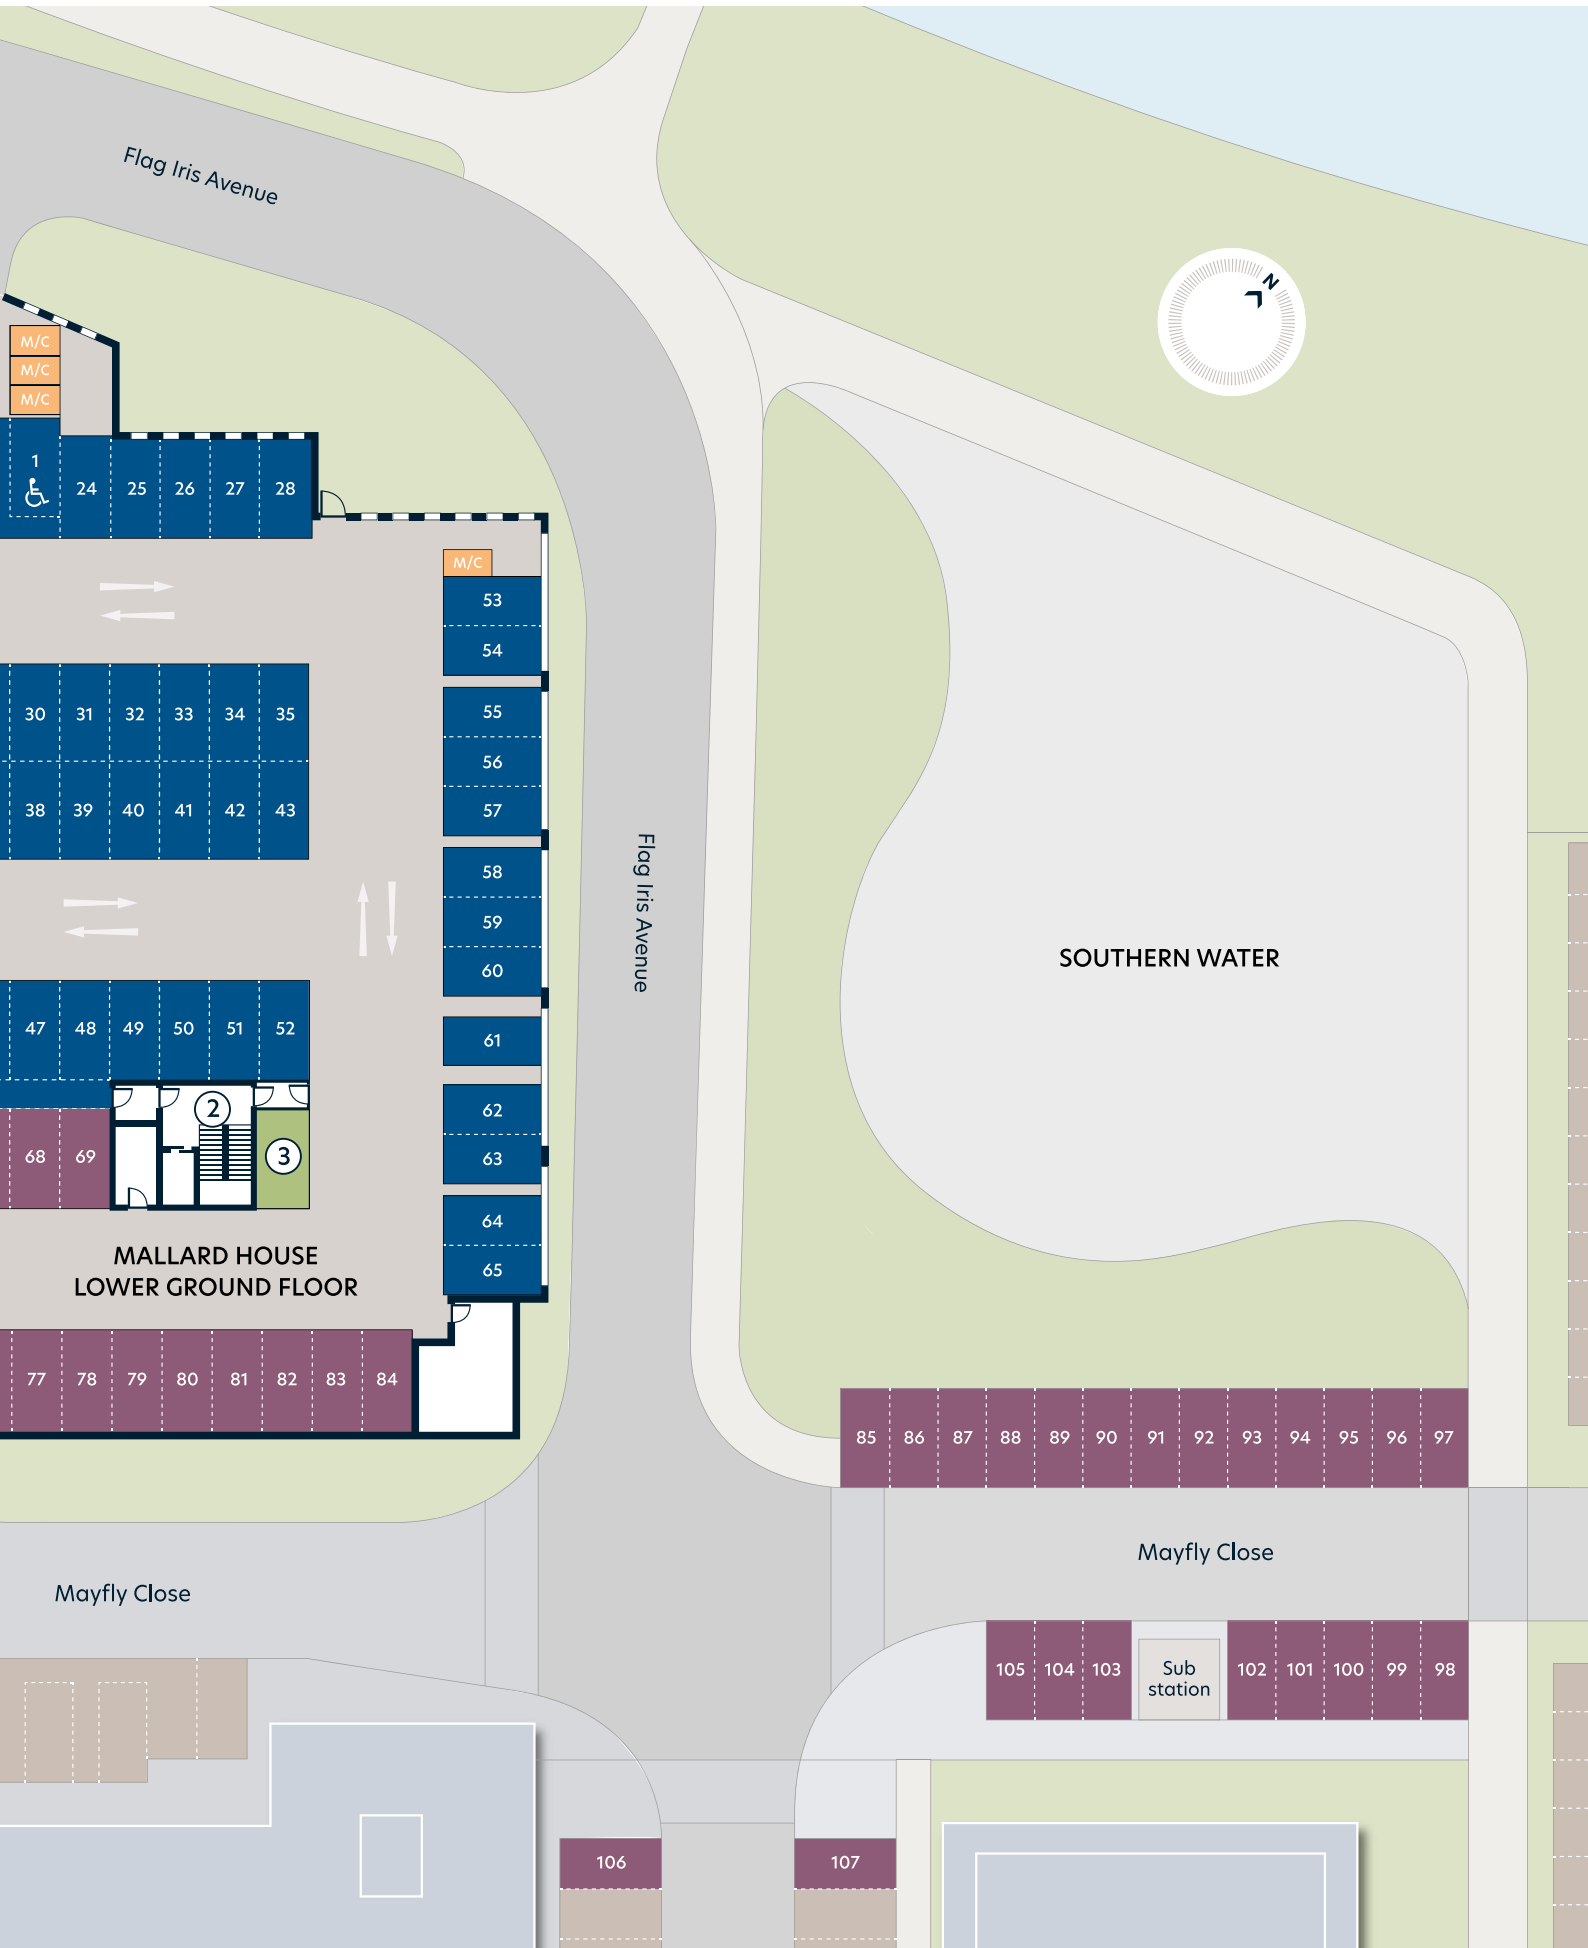 Flag Iris Avenue
N
M/C
M/C
M/C
1
24 25 26 27 28
M/C
53
54
30 31 32 33 34 35
55
56
57
38 39 40 41 42 43
58
59
60
Flag Iris Avenue
SOUTHERN WATER
47 48 49 50 51 52
61
62
63
2
3
68 69
64
65
MALLARD HOUSE
LOWER GROUND FLOOR
77 78 79 80 81 82 83 84
85 86 87 88 89 90 91 92 93 94 95 96 97
Mayfly Close
Mayfly Close
105 104 103
Sub
station
102 101 100 99 98
106
107